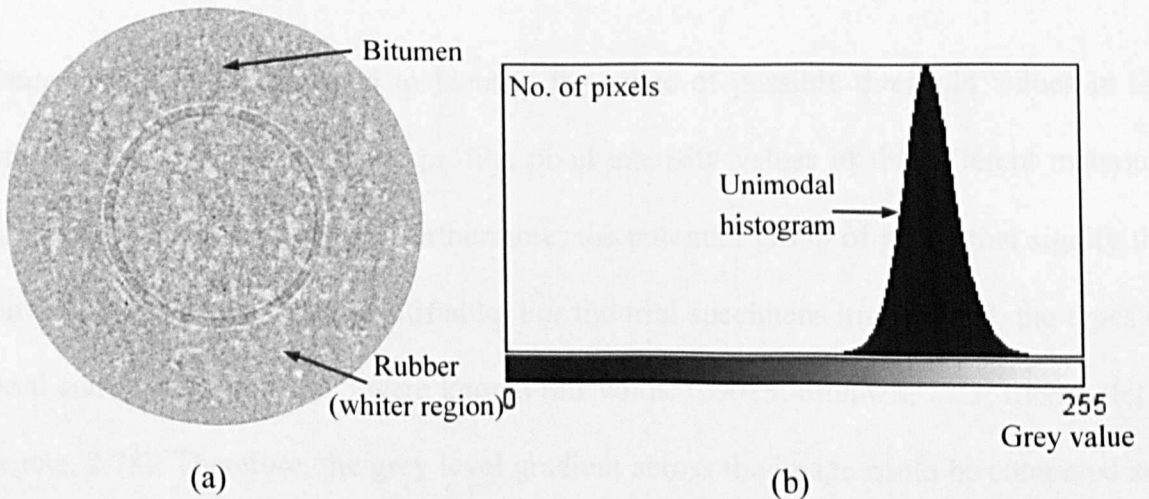 Bitumen
Rubber
(whiter region)
(a)
No. of pixels
Unimodal
histogram
0
255
Grey value
(b)